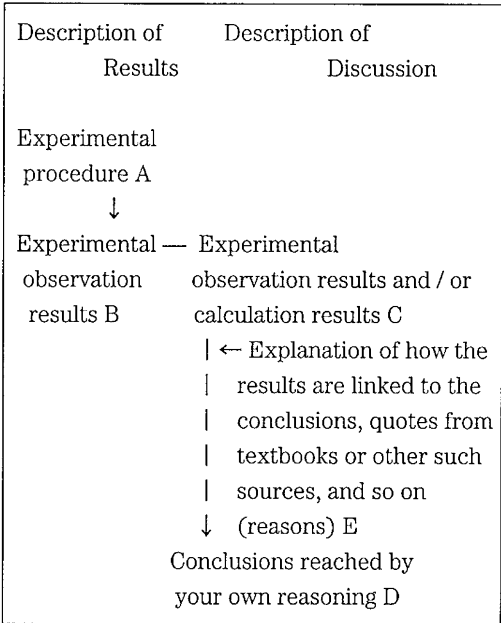 Description of Description of
Results Discussion
Experimental
procedure A
↓
Experimental — Experimental
observation observation results and / or
results B calculation results C
| ← Explanation of how the
| results are linked to the
| conclusions, quotes from
| textbooks or other such
| sources, and so on
↓ (reasons) E
Conclusions reached by
your own reasoning D